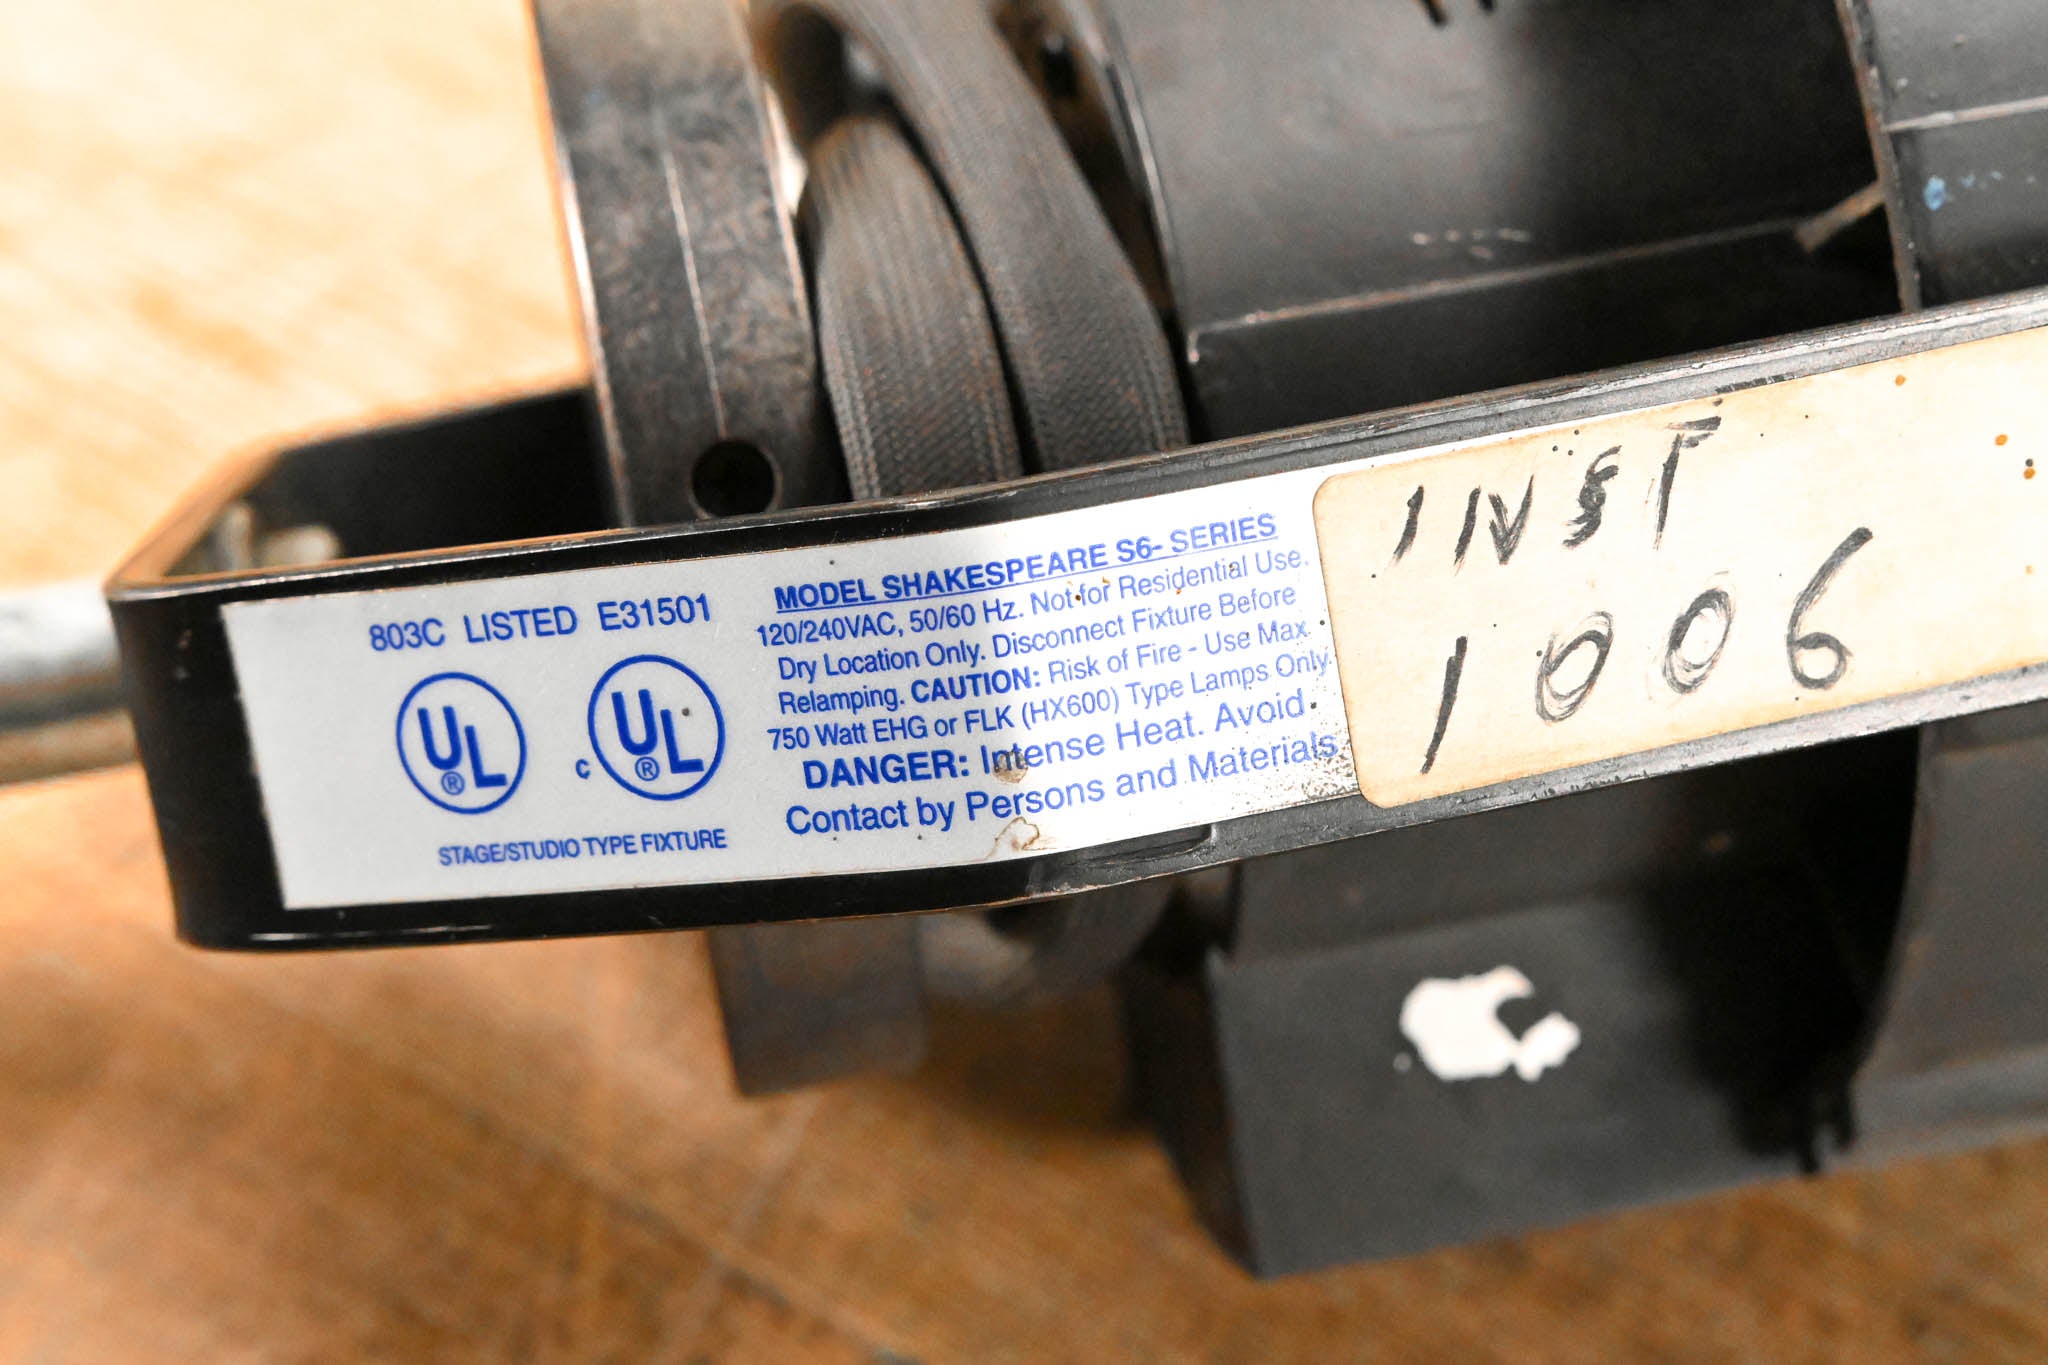 803C LISTED E31501
UL
®
c
UL
®
STAGE/STUDIO TYPE FIXTURE
MODEL SHAKESPEARE S6- SERIES
120/240VAC, 50/60 Hz. Not for Residential Use.
Dry Location Only. Disconnect Fixture Before
Relamping. CAUTION: Risk of Fire - Use Max.
750 Watt EHG or FLK (HX600) Type Lamps Only.
DANGER: Intense Heat. Avoid
Contact by Persons and Materials.
INST
1006